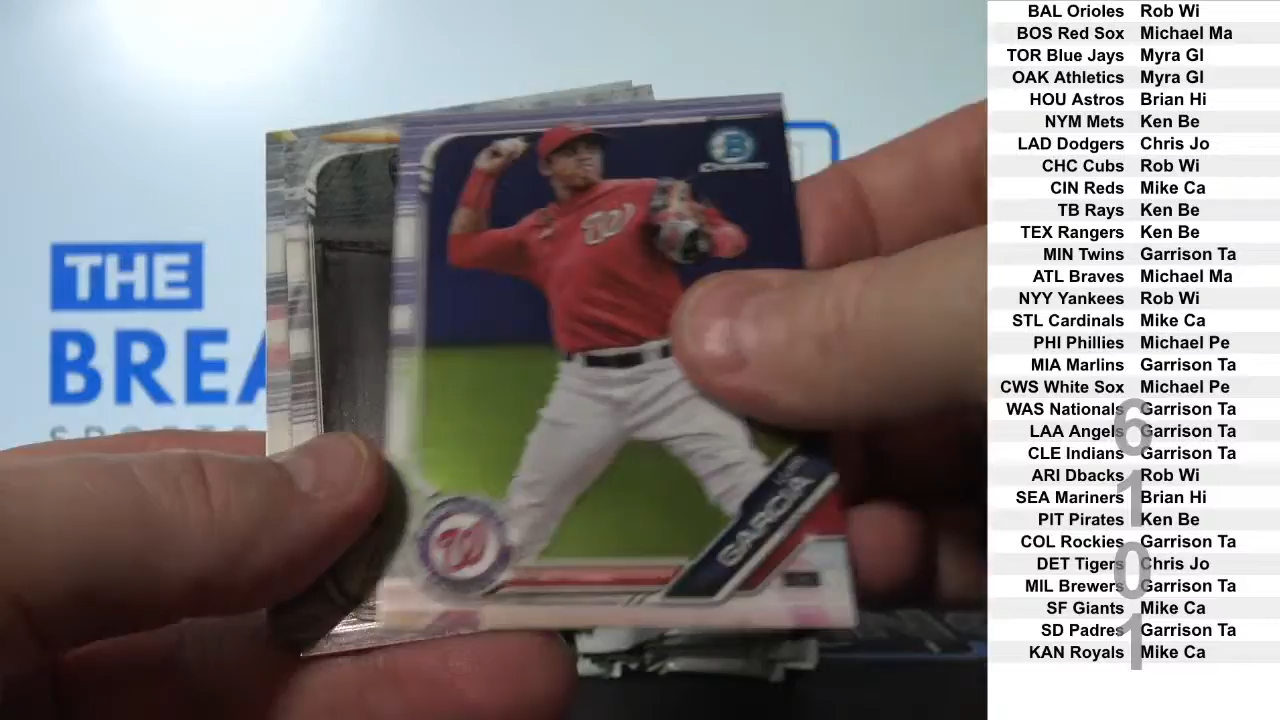 THE
BREA
SPORTS
B
Chrome
W
W
GARCIA
BAL Orioles Rob Wi
BOS Red Sox Michael Ma
TOR Blue Jays Myra Gl
OAK Athletics Myra Gl
HOU Astros Brian Hi
NYM Mets Ken Be
LAD Dodgers Chris Jo
CHC Cubs Rob Wi
CIN Reds Mike Ca
TB Rays Ken Be
TEX Rangers Ken Be
MIN Twins Garrison Ta
ATL Braves Michael Ma
NYY Yankees Rob Wi
STL Cardinals Mike Ca
PHI Phillies Michael Pe
MIA Marlins Garrison Ta
CWS White Sox Michael Pe
WAS Nationals Garrison Ta
LAA Angels Garrison Ta
CLE Indians Garrison Ta
ARI Dbacks Rob Wi
SEA Mariners Brian Hi
PIT Pirates Ken Be
COL Rockies Garrison Ta
DET Tigers Chris Jo
MIL Brewers Garrison Ta
SF Giants Mike Ca
SD Padres Garrison Ta
KAN Royals Mike Ca
6
1
0
1